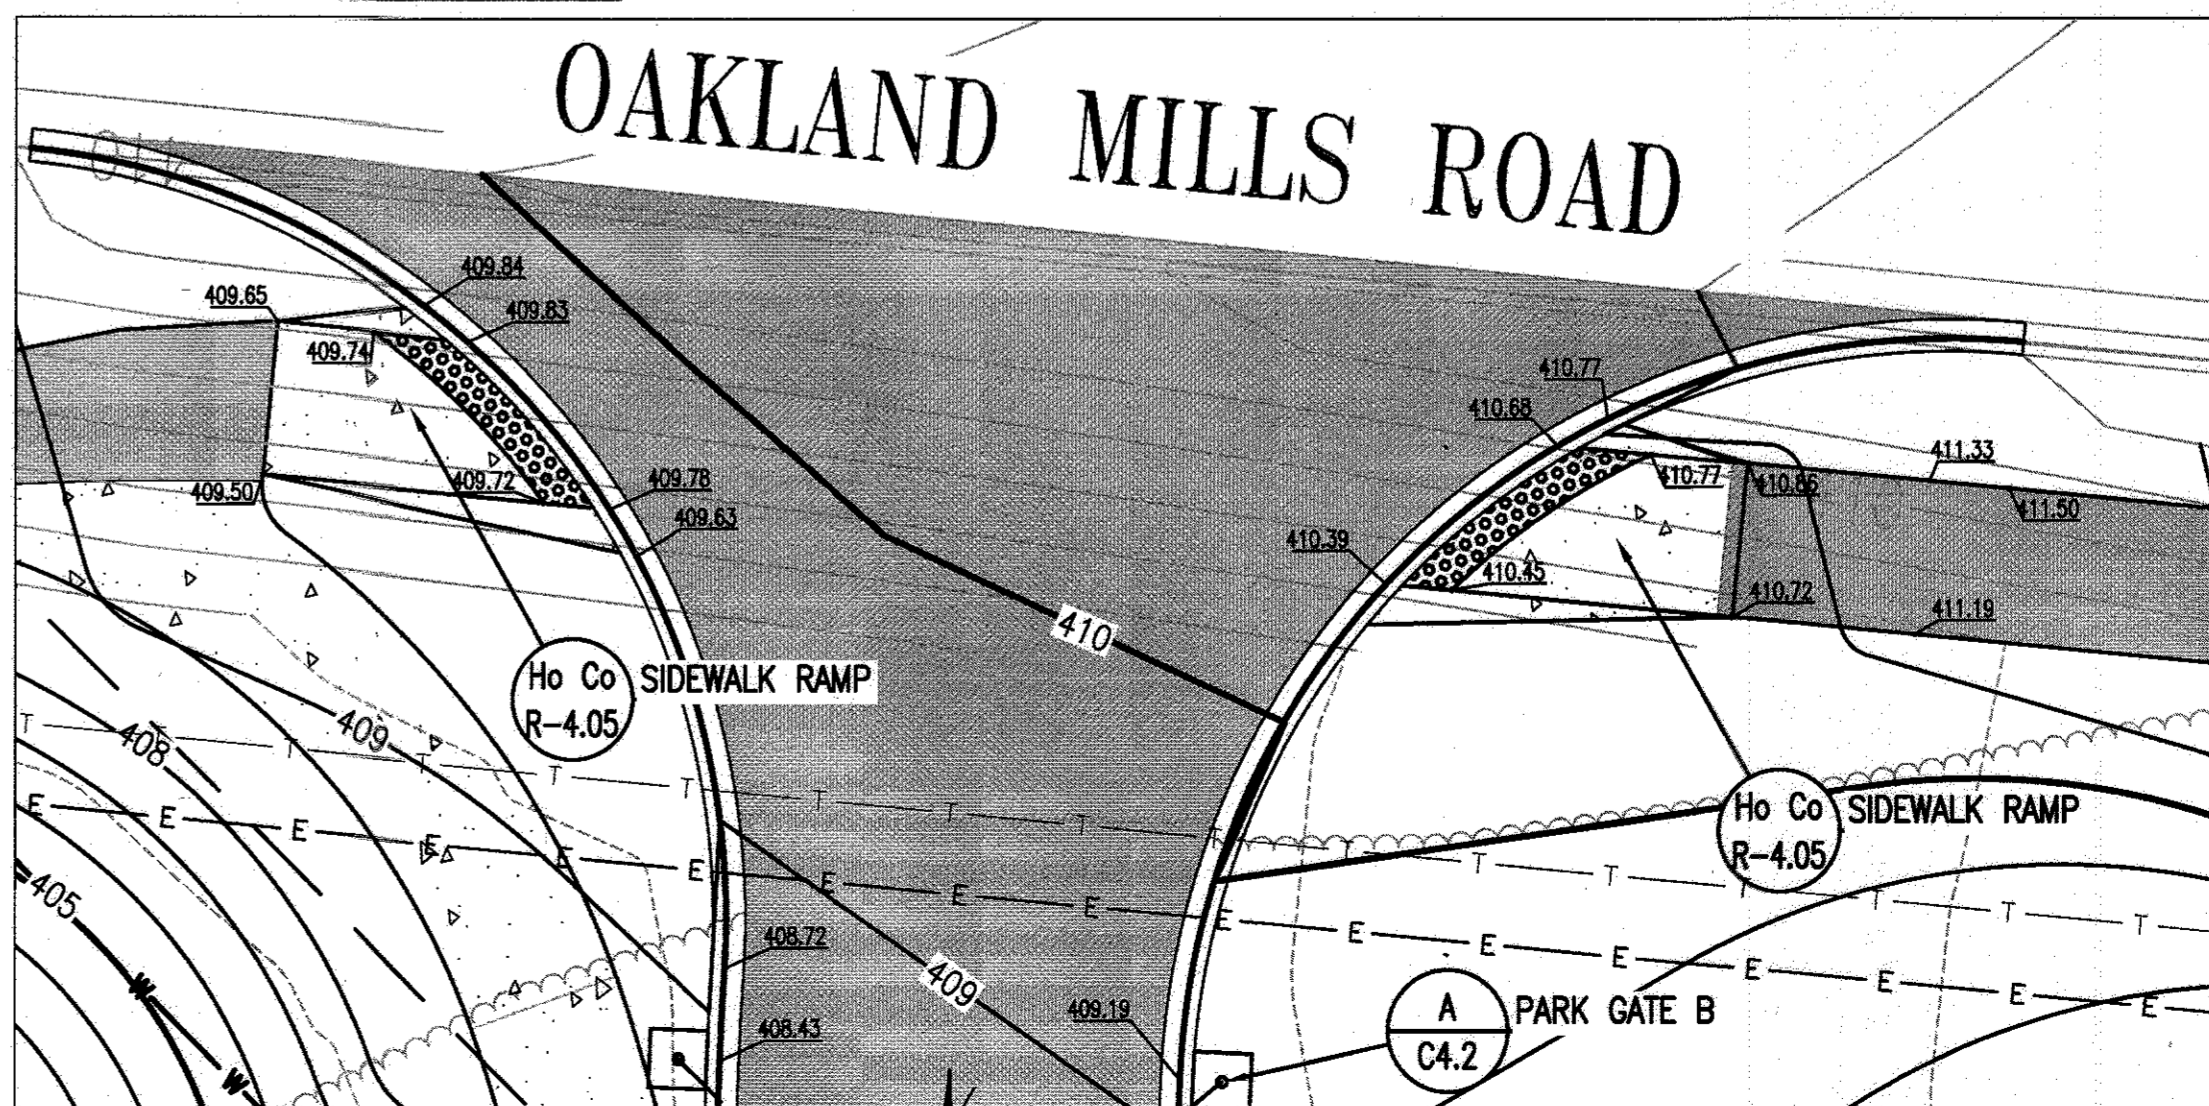 OAKLAND MILLS ROAD
410
409.84
409.65
409.83
409.74
410.77
410.68
409.72
409.78
409.50
409.63
411.33
410.77
410.86
411.50
410.39
410.45
410.72
411.19
410
Ho Co SIDEWALK RAMP
R-4.05
409
408
T T T T T T T T T T T T T T T
Ho Co SIDEWALK RAMP
R-4.05
E E E E E E E E E E E E E E E E E
405
408.72
409
W
409.19
A PARK GATE B
C4.2
408.43
W